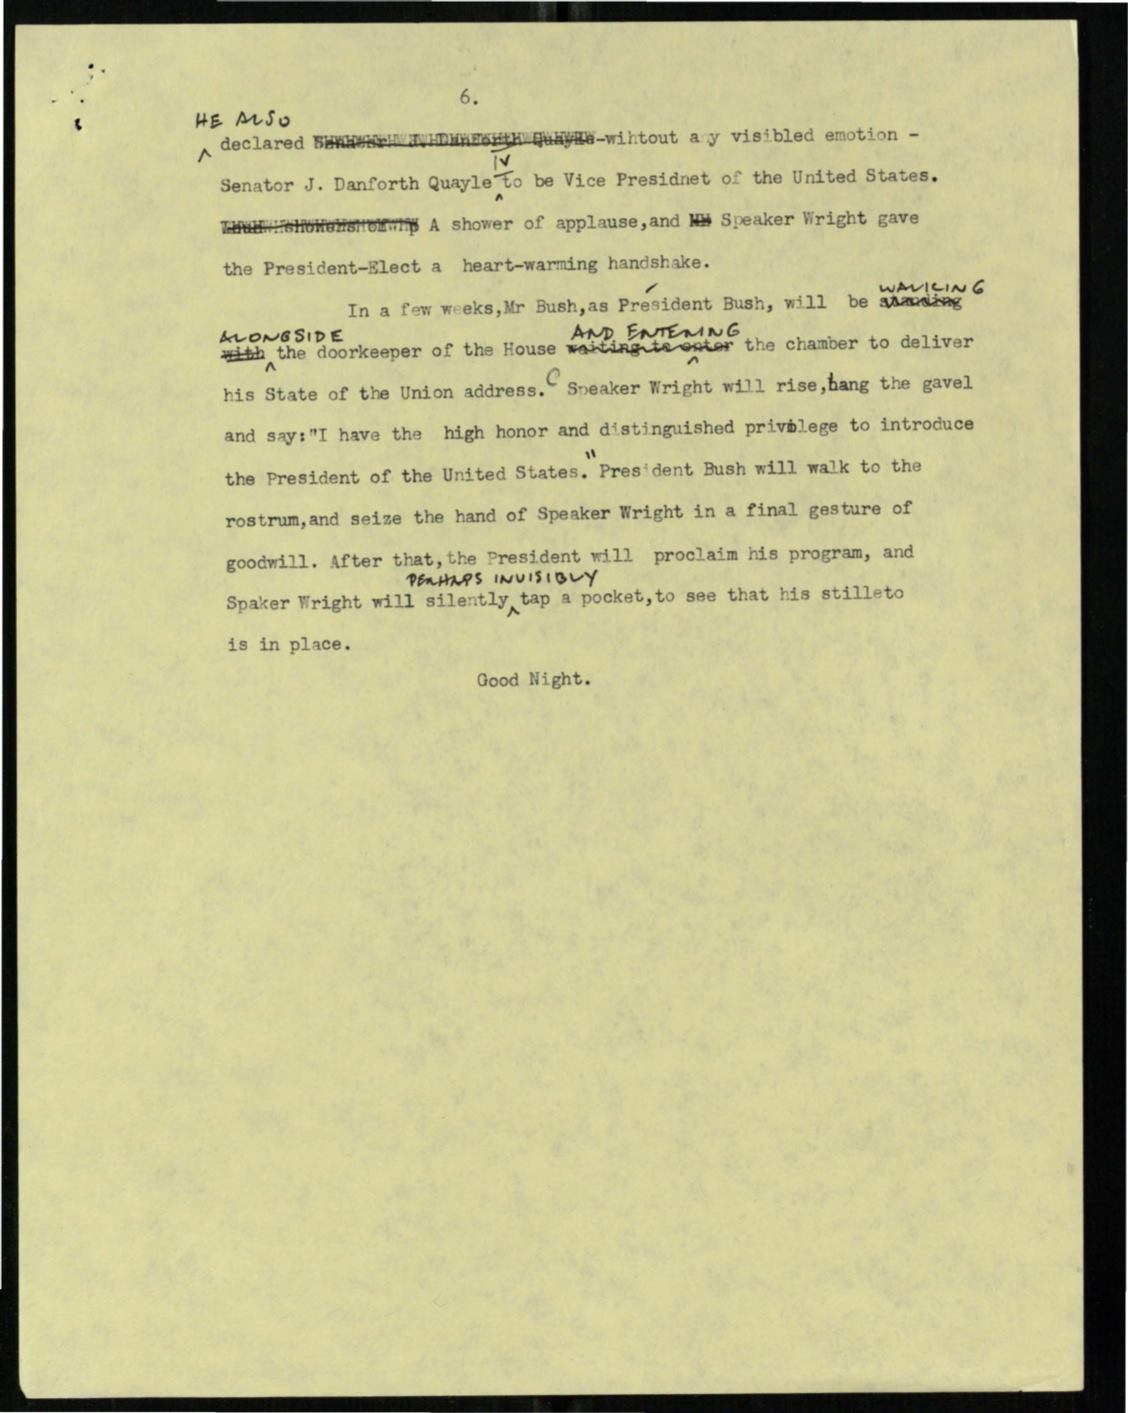 6.
HE ALSO
declared Senator J. Danforth Quayle-wihtout a y visibled emotion -
IV
Senator J. Danforth Quayle to be Vice Presidnet of the United States.
A shower of applause,and Speaker Wright gave
the President-Elect a heart-warming handshake.
WALKING
In a few weeks,Mr Bush,as President Bush, will be standing
ALONGSIDE AND ENTERING
with the doorkeeper of the House waiting to enter the chamber to deliver
his State of the Union address. Speaker Wright will rise,bang the gavel
and say:"I have the high honor and distinguished privilege to introduce
the President of the United States." President Bush will walk to the
rostrum,and seize the hand of Speaker Wright in a final gesture of
goodwill. After that,the President will proclaim his program, and
PERHAPS INVISIBLY
Spaker Wright will silently tap a pocket,to see that his stilleto
is in place.
Good Night.